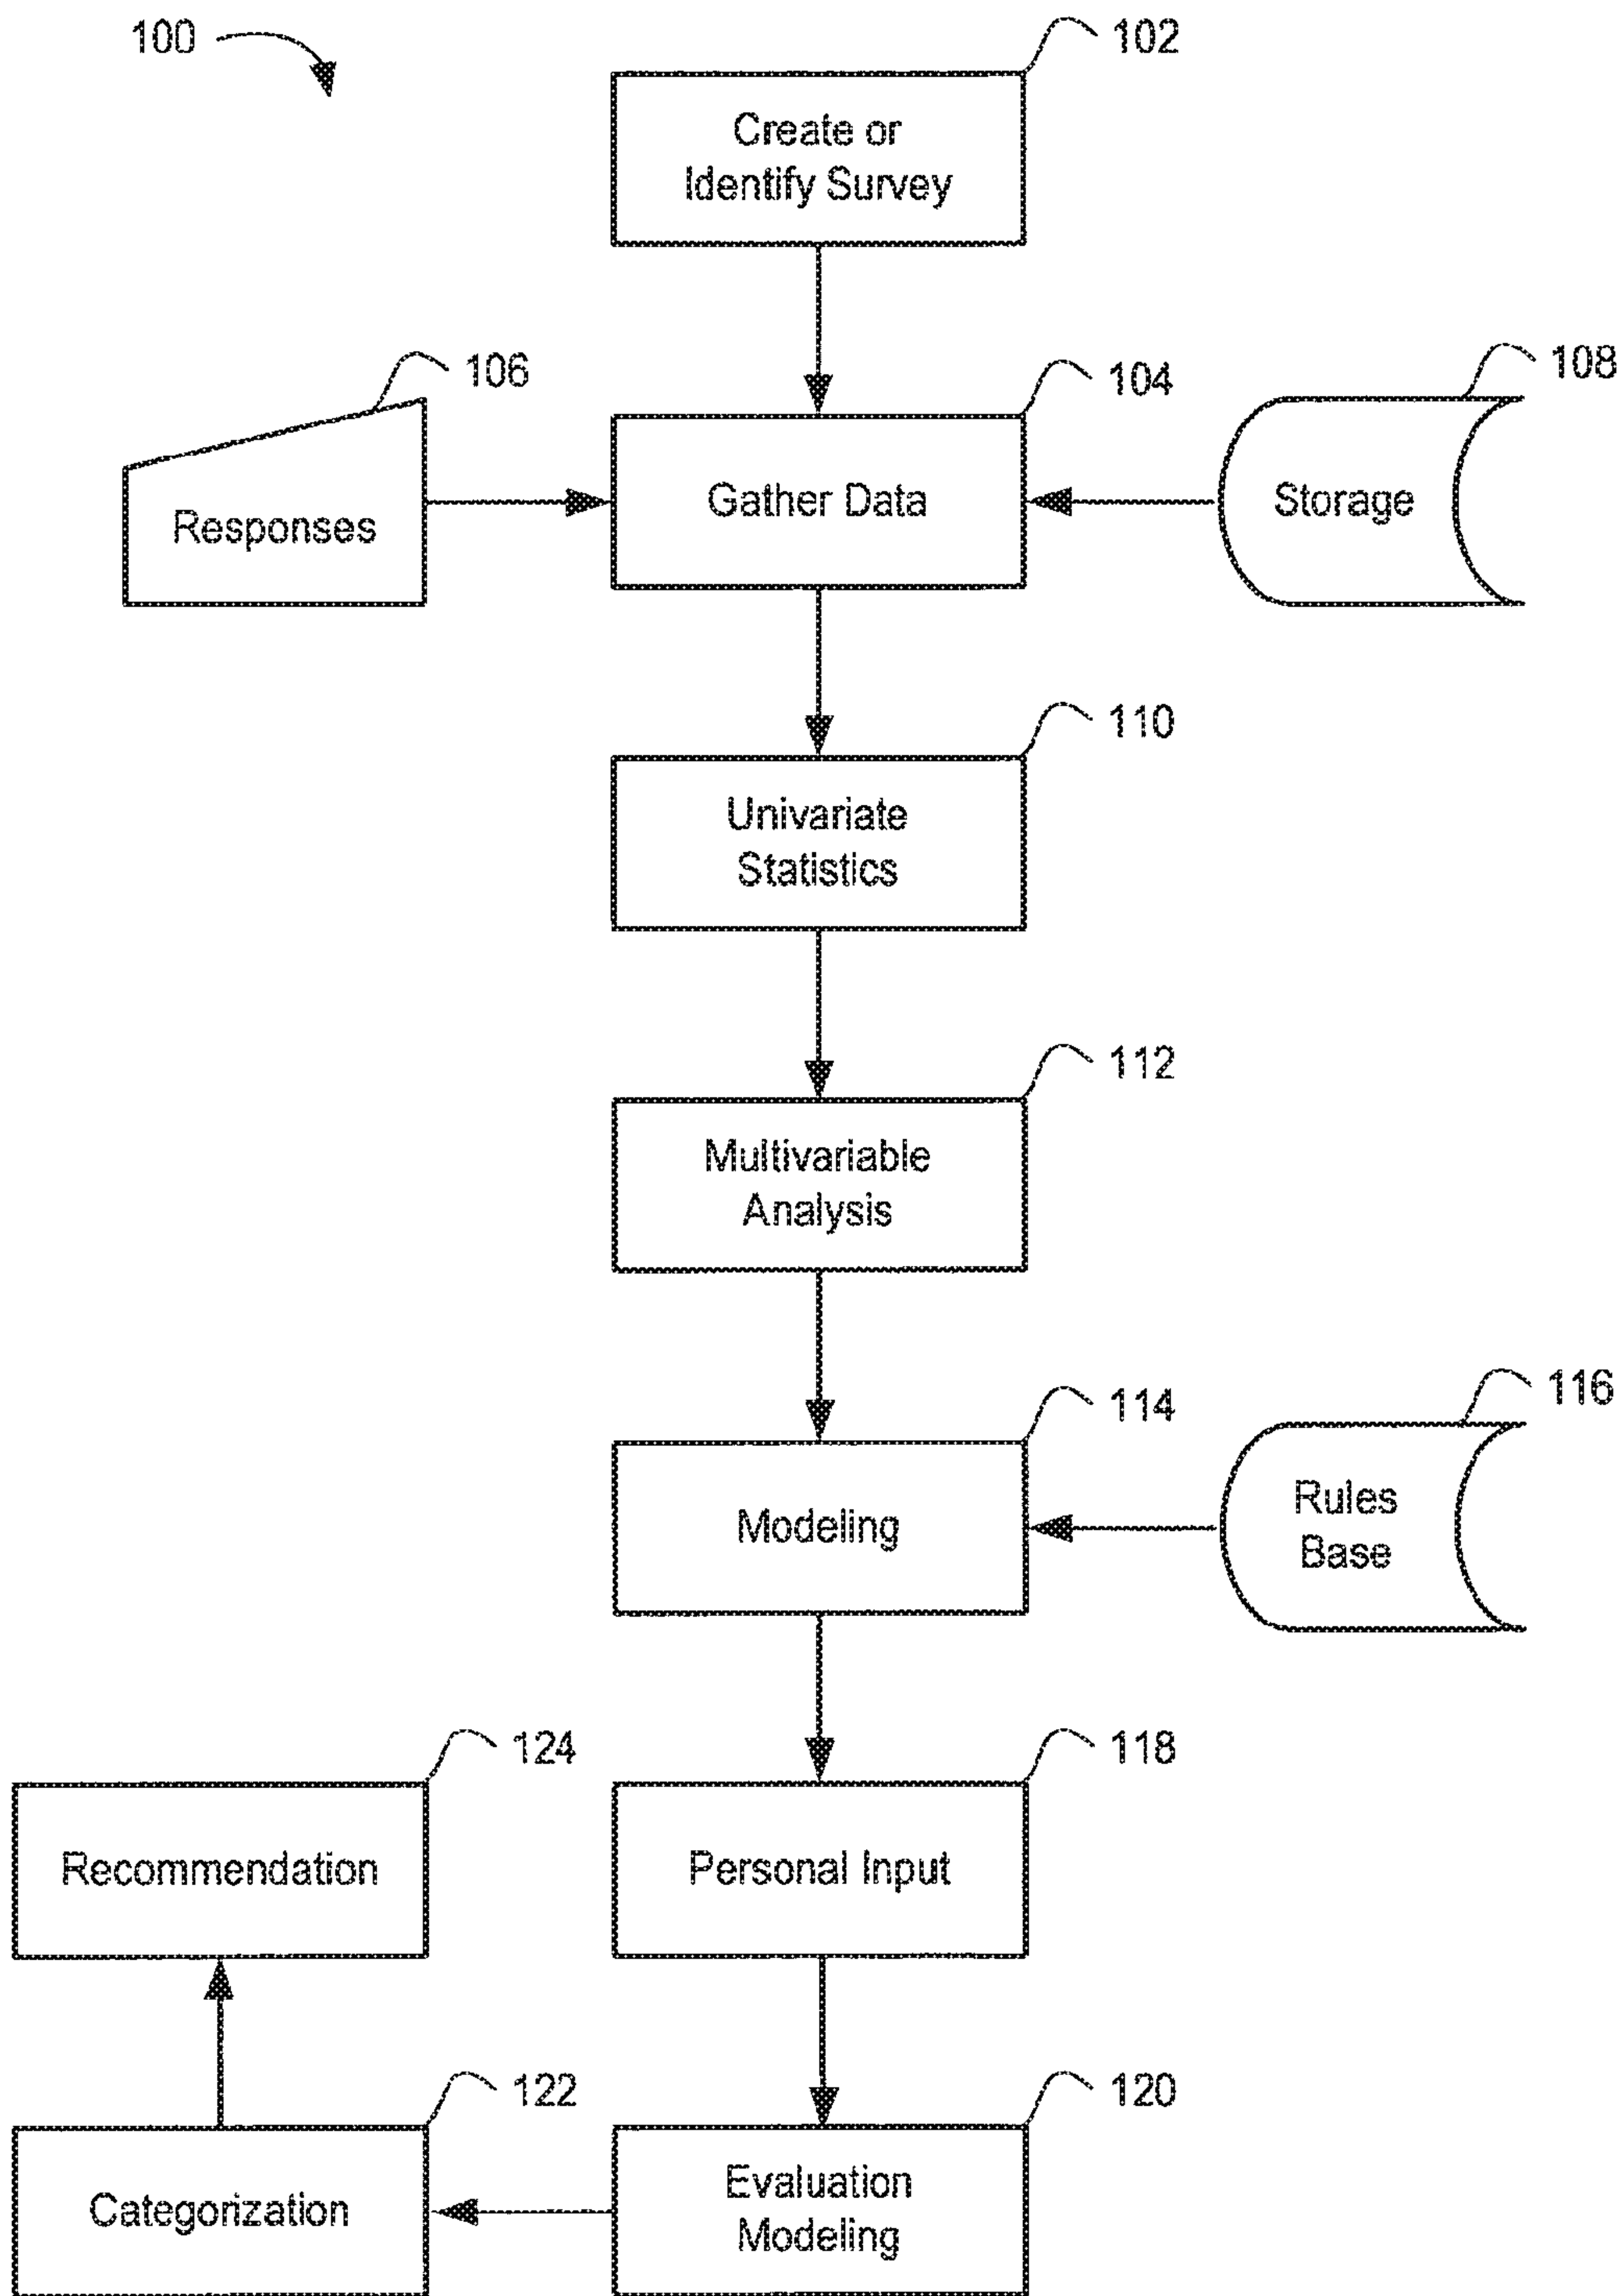 100
102
Create or
Identify Survey
106
104
108
Responses
Gather Data
Storage
110
Univariate
Statistics
112
Multivariable
Analysis
114
116
Modeling
Rules
Base
124
118
Recommendation
Personal Input
122
120
Categorization
Evaluation
Modeling